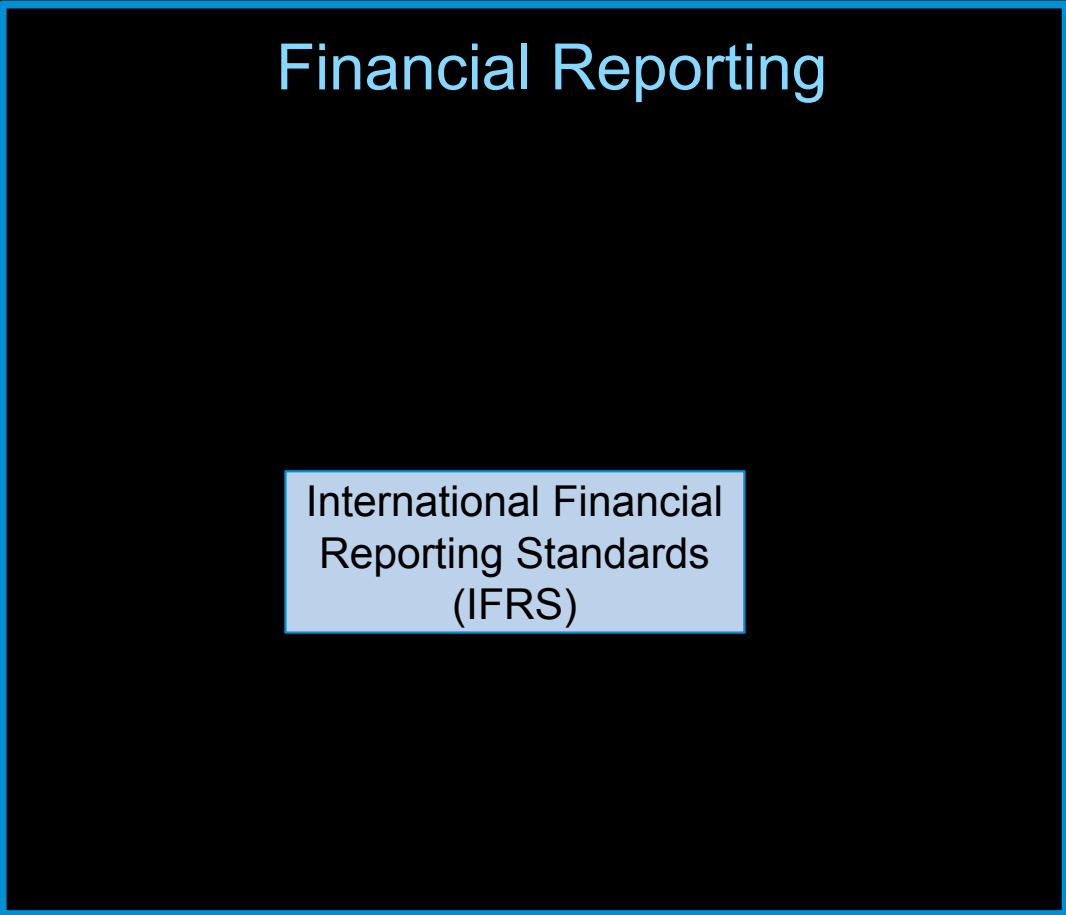 Financial Reporting
International Financial
Reporting Standards
(IFRS)